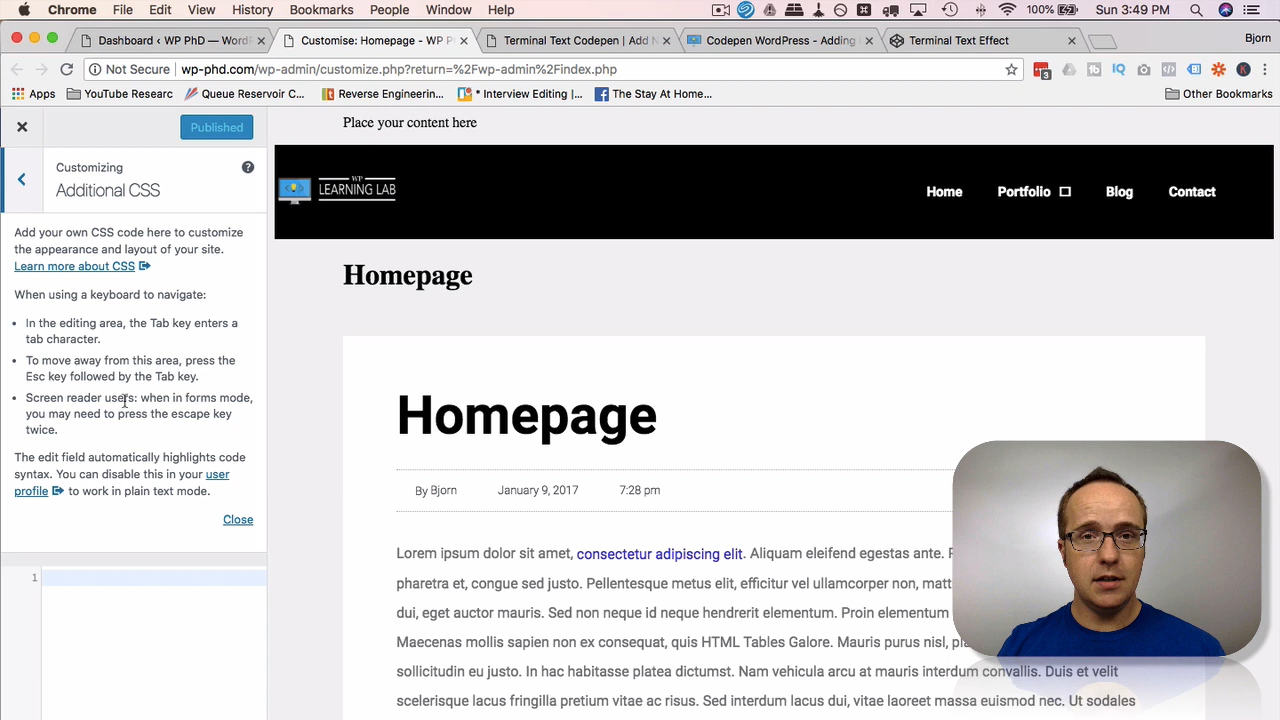 Chrome File Edit View History Bookmarks People Window Help 100% Sun 3:49 PM
Dashboard ‹ WP PhD — WordF
Customise: Homepage - WP P
Terminal Text Codepen | Add N
Codepen WordPress - Adding
Terminal Text Effect
Bjorn
Not Secure wp-phd.com/wp-admin/customize.php?return=%2Fwp-admin%2Findex.php
3
K
Apps YouTube Researc Queue Reservoir C... Reverse Engineerin... * Interview Editing |... The Stay At Home... Other Bookmarks
Published
Customizing
Additional CSS
Add your own CSS code here to customize
the appearance and layout of your site.
Learn more about CSS
When using a keyboard to navigate:
• In the editing area, the Tab key enters a
tab character.
• To move away from this area, press the
Esc key followed by the Tab key.
• Screen reader users: when in forms mode,
you may need to press the escape key
twice.
The edit field automatically highlights code
syntax. You can disable this in your user
profile to work in plain text mode.
Close
1
Place your content here
WP
LEARNING LAB
Home Portfolio Blog Contact
Homepage
Homepage
By Bjorn January 9, 2017 7:28 pm
Lorem ipsum dolor sit amet, consectetur adipiscing elit. Aliquam eleifend egestas ante. P
pharetra et, congue sed justo. Pellentesque metus elit, efficitur vel ullamcorper non, matt
dui, eget auctor mauris. Sed non neque id neque hendrerit elementum. Proin elementum
Maecenas mollis sapien non ex consequat, quis HTML Tables Galore. Mauris purus nisl, pla
sollicitudin eu justo. In hac habitasse platea dictumst. Nam vehicula arcu at mauris interdum convallis. Duis et velit
scelerisque lacus fringilla pretium vitae ac risus. Sed interdum lacus dui, vitae laoreet massa euismod nec. Ut sodales